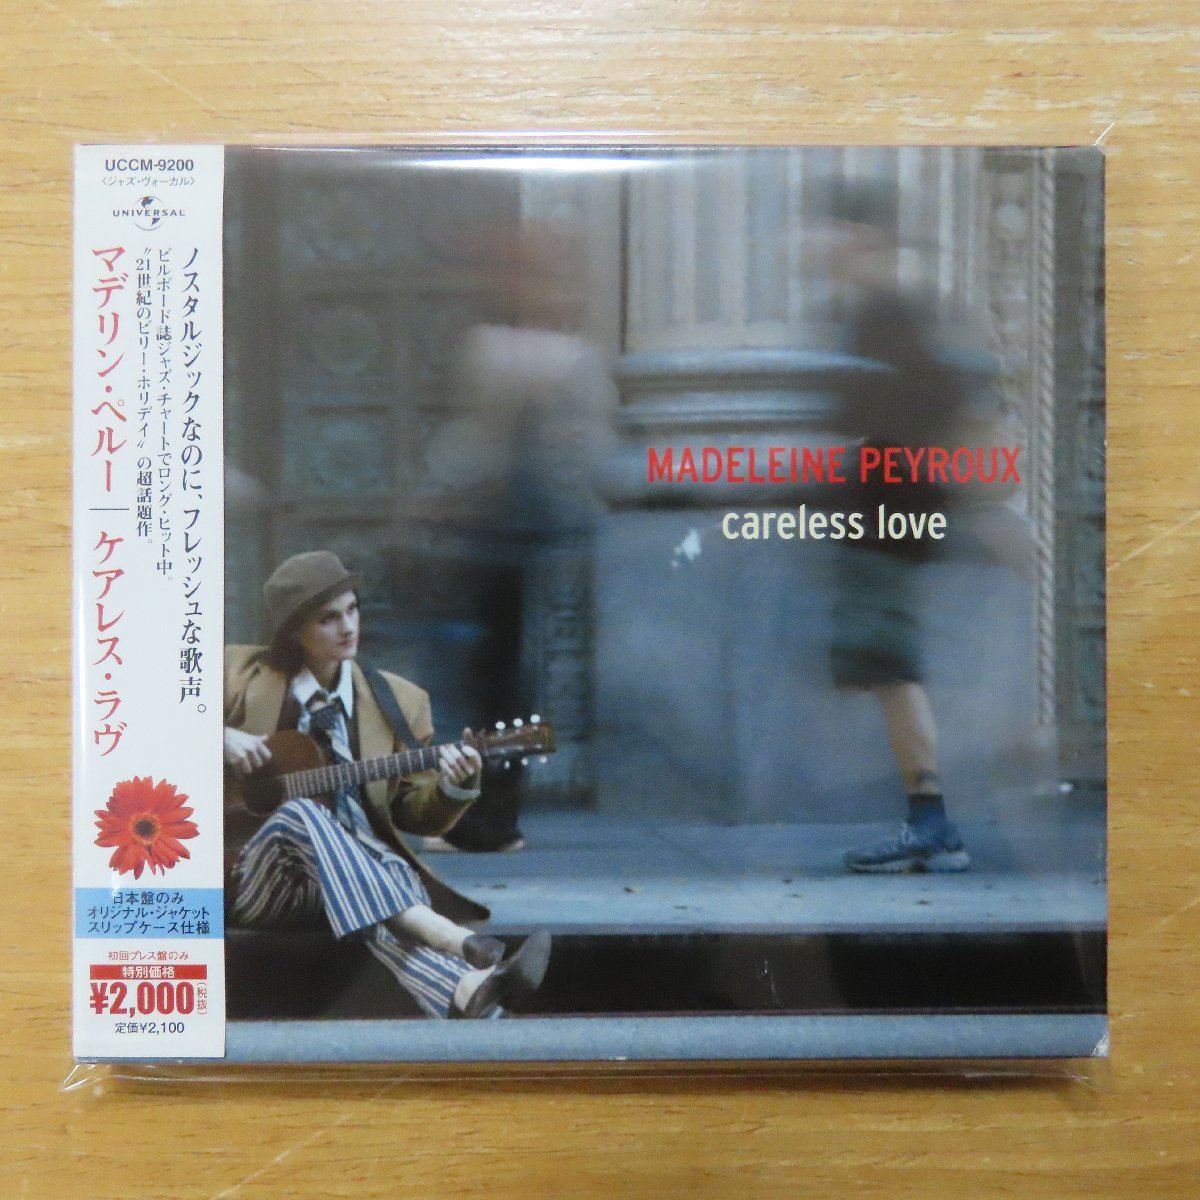 UCCM-9200
〈ジャズ・ヴォーカル〉
UNIVERSAL
ノスタルジックなのに、フレッシュな歌声。
ビルボード誌ジャズ・チャートでロング・ヒット中。
"21世紀のビリー・ホリデイ"の超話題作。
マデリン・ペルー|ケアレス・ラヴ
日本盤のみ
オリジナル・ジャケット
スリップケース仕様
初回プレス盤のみ
特別価格
¥2,000(税抜)
定価¥2,100
MADELEINE PEYROUX
careless love